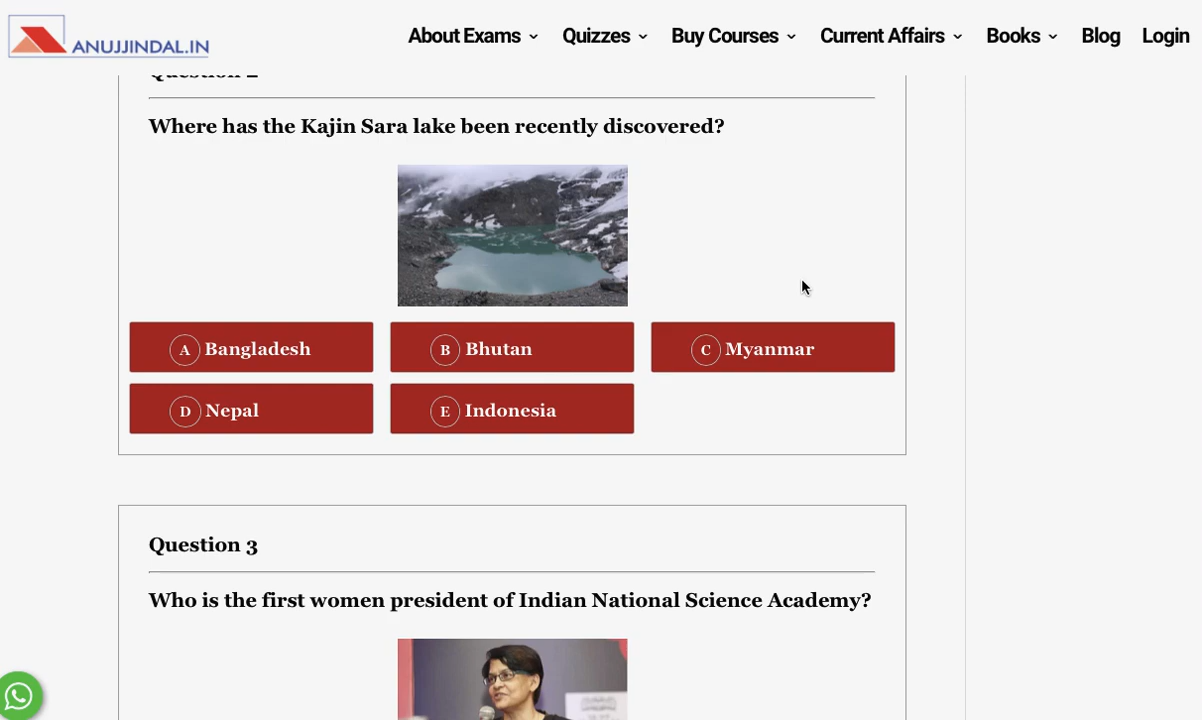 ANUJJINDAL.IN
About Exams Quizzes Buy Courses Current Affairs Books Blog Login
Question 2
Where has the Kajin Sara lake been recently discovered?
A Bangladesh B Bhutan C Myanmar
D Nepal E Indonesia
Question 3
Who is the first women president of Indian National Science Academy?